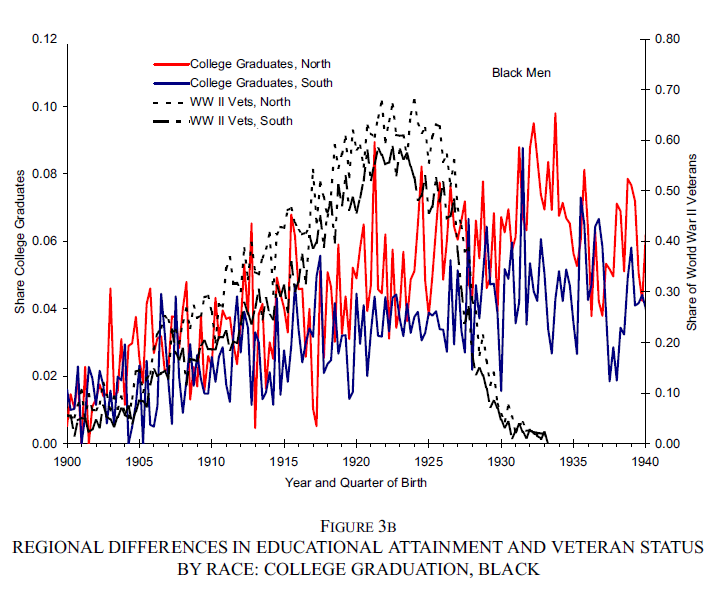 0.12
0.10
0.08
0.06
0.04
0.02
0.00
Share College Graduates
College Graduates, North
College Graduates, South
WW II Vets, North
WW II Vets, South
Black Men
0.80
0.70
0.60
0.50
0.40
0.30
0.20
0.10
0.00
Share of World War II Veterans
1900 1905 1910 1915 1920 1925 1930 1935 1940
Year and Quarter of Birth
FIGURE 3B
REGIONAL DIFFERENCES IN EDUCATIONAL ATTAINMENT AND VETERAN STATUS
BY RACE: COLLEGE GRADUATION, BLACK